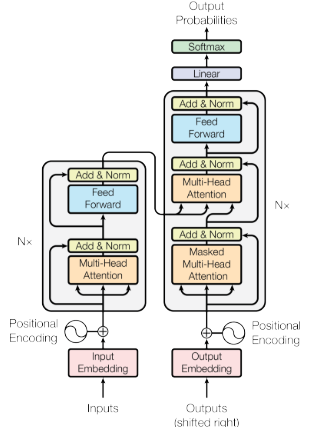 Output
Probabilities
Softmax
Linear
Add & Norm
Feed
Forward
Add & Norm
Multi-Head
Attention
Add & Norm
Masked
Multi-Head
Attention
N×
Add & Norm
Feed
Forward
N×
Add & Norm
Multi-Head
Attention
Positional
Encoding
Positional
Encoding
Input
Embedding
Output
Embedding
Inputs
Outputs
(shifted right)